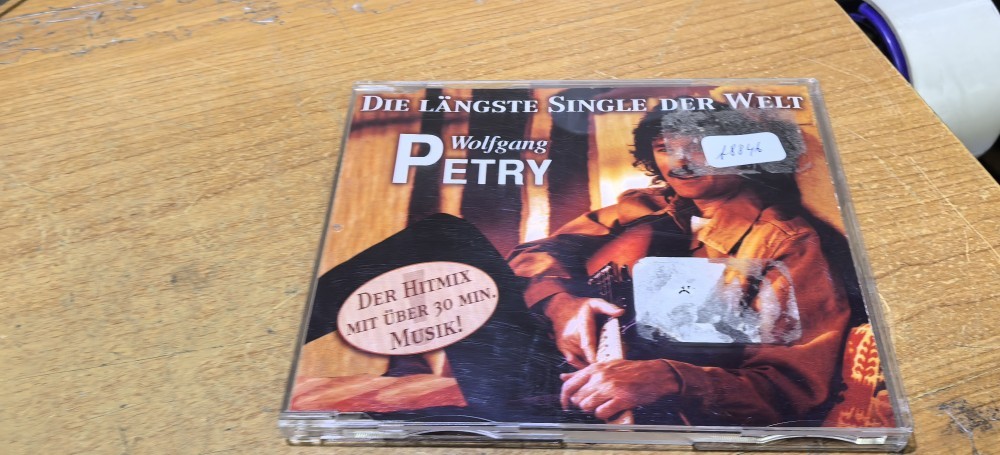 DIE LÄNGSTE SINGLE DER WELT
Wolfgang
PETRY
DER HITMIX
MIT ÜBER 30 MIN.
MUSIK!